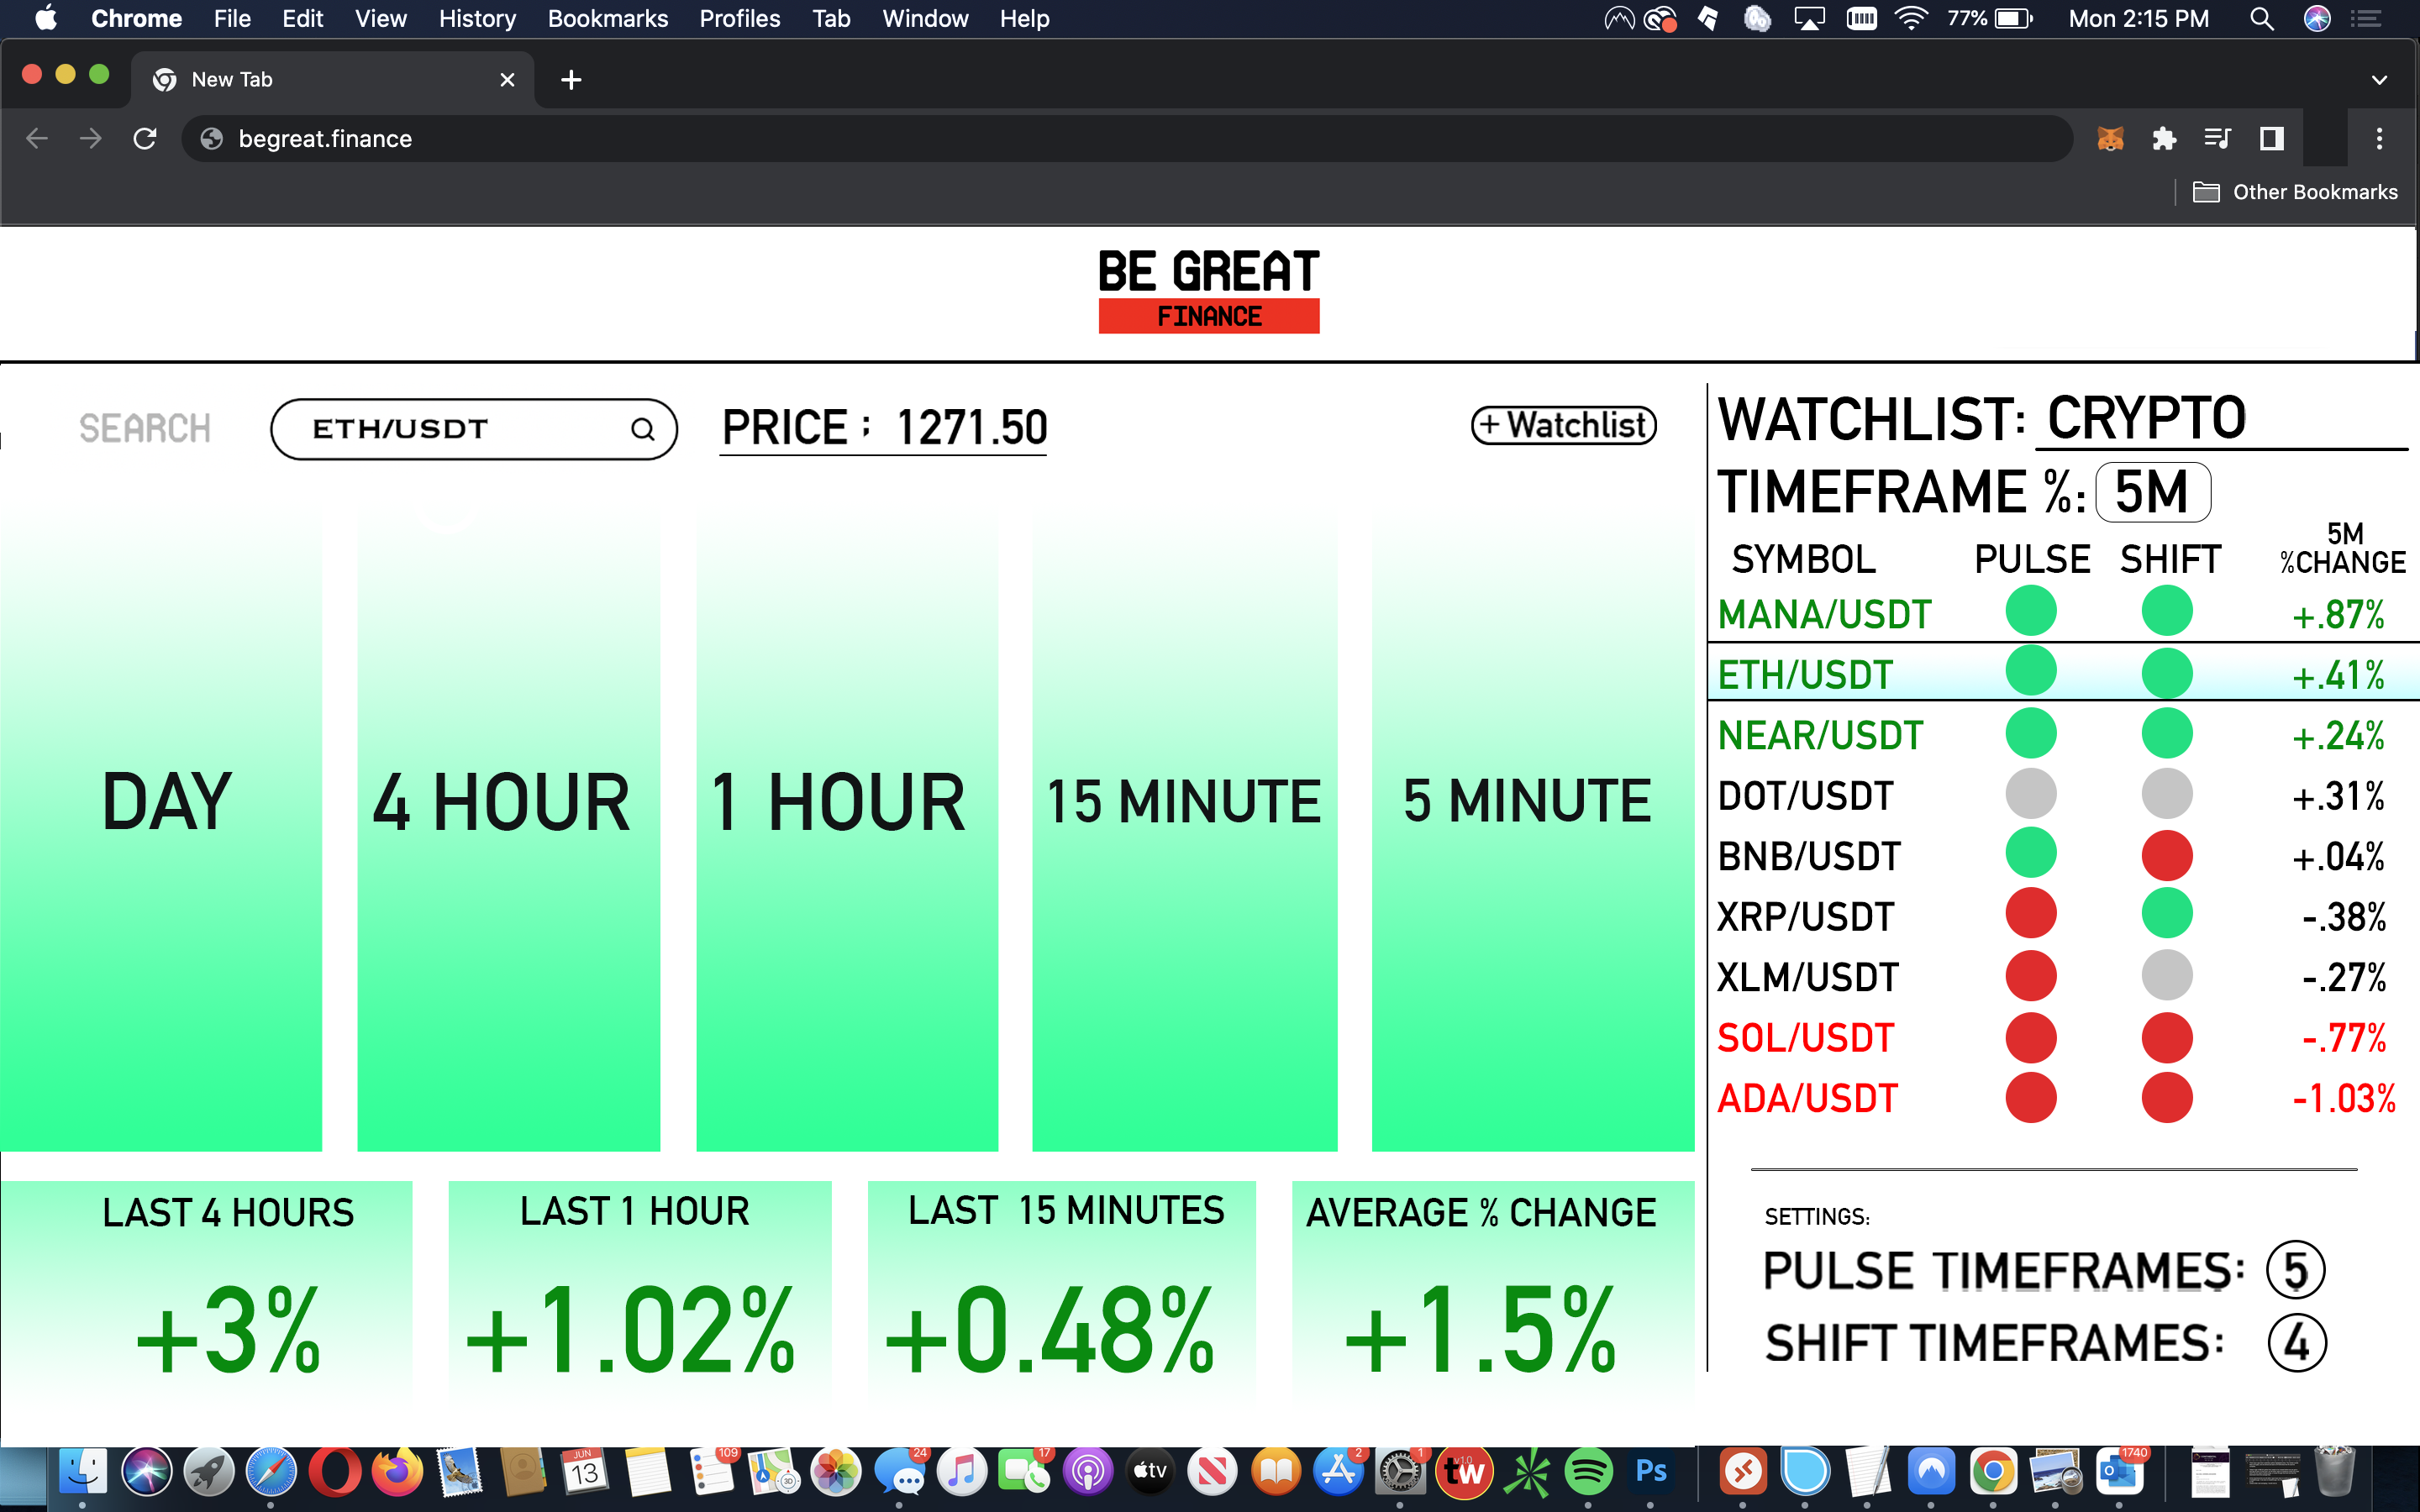 Chrome File Edit View History Bookmarks Profiles Tab Window Help 77% Mon 2:15 PM
New Tab
begreat.finance
Other Bookmarks
BE GREAT
FINANCE
SEARCH ETH/USDT PRICE ; 1271.50 + Watchlist
DAY 4 HOUR 1 HOUR 15 MINUTE 5 MINUTE
LAST 4 HOURS LAST 1 HOUR LAST 15 MINUTES AVERAGE % CHANGE
+3% +1.02% +0.48% +1.5%
WATCHLIST: CRYPTO
TIMEFRAME %: 5M
5M
SYMBOL PULSE SHIFT %CHANGE
MANA/USDT +.87%
ETH/USDT +.41%
NEAR/USDT +.24%
DOT/USDT +.31%
BNB/USDT +.04%
XRP/USDT -.38%
XLM/USDT -.27%
SOL/USDT -.77%
ADA/USDT -1.03%
SETTINGS:
PULSE TIMEFRAMES: 5
SHIFT TIMEFRAMES: 4
JUN 109 24 17 2 1 1740
13 3D tv tw Ps